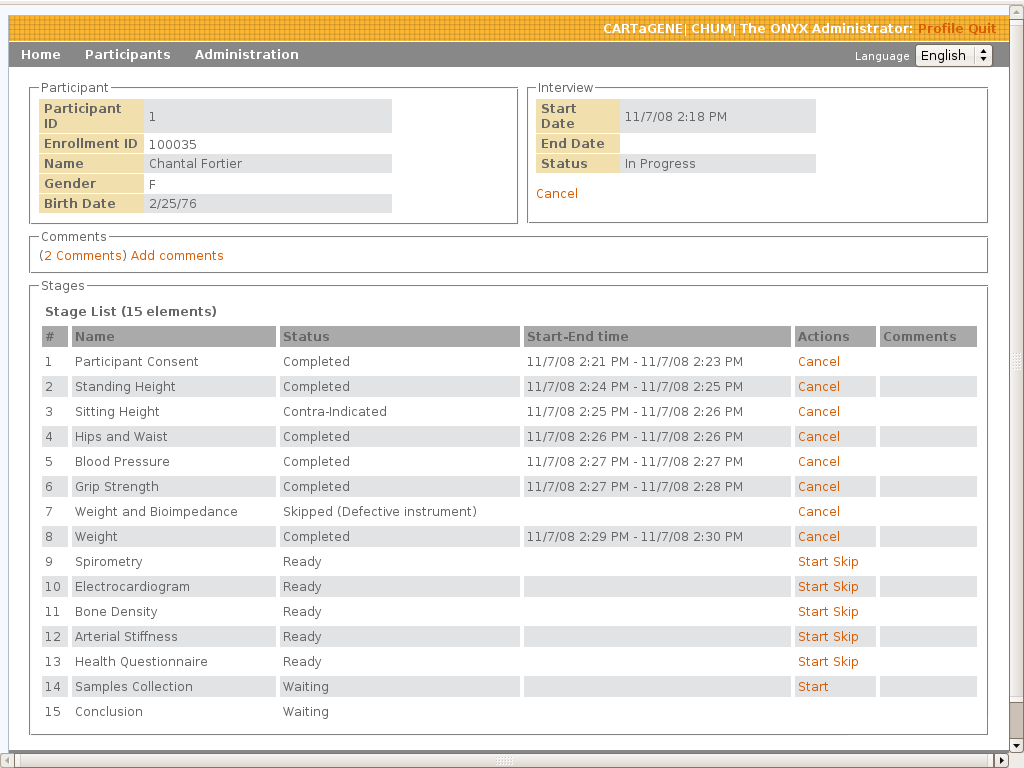 CARTaGENE| CHUM| The ONYX Administrator: Profile Quit
Home Participants Administration Language English
Participant
Participant ID 1
Enrollment ID 100035
Name Chantal Fortier
Gender F
Birth Date 2/25/76
Interview
Start Date 11/7/08 2:18 PM
End Date
Status In Progress
Cancel
Comments
(2 Comments) Add comments
Stages
Stage List (15 elements)
# Name Status Start-End time Actions Comments
1 Participant Consent Completed 11/7/08 2:21 PM - 11/7/08 2:23 PM Cancel
2 Standing Height Completed 11/7/08 2:24 PM - 11/7/08 2:25 PM Cancel
3 Sitting Height Contra-Indicated 11/7/08 2:25 PM - 11/7/08 2:26 PM Cancel
4 Hips and Waist Completed 11/7/08 2:26 PM - 11/7/08 2:26 PM Cancel
5 Blood Pressure Completed 11/7/08 2:27 PM - 11/7/08 2:27 PM Cancel
6 Grip Strength Completed 11/7/08 2:27 PM - 11/7/08 2:28 PM Cancel
7 Weight and Bioimpedance Skipped (Defective instrument) Cancel
8 Weight Completed 11/7/08 2:29 PM - 11/7/08 2:30 PM Cancel
9 Spirometry Ready Start Skip
10 Electrocardiogram Ready Start Skip
11 Bone Density Ready Start Skip
12 Arterial Stiffness Ready Start Skip
13 Health Questionnaire Ready Start Skip
14 Samples Collection Waiting Start
15 Conclusion Waiting